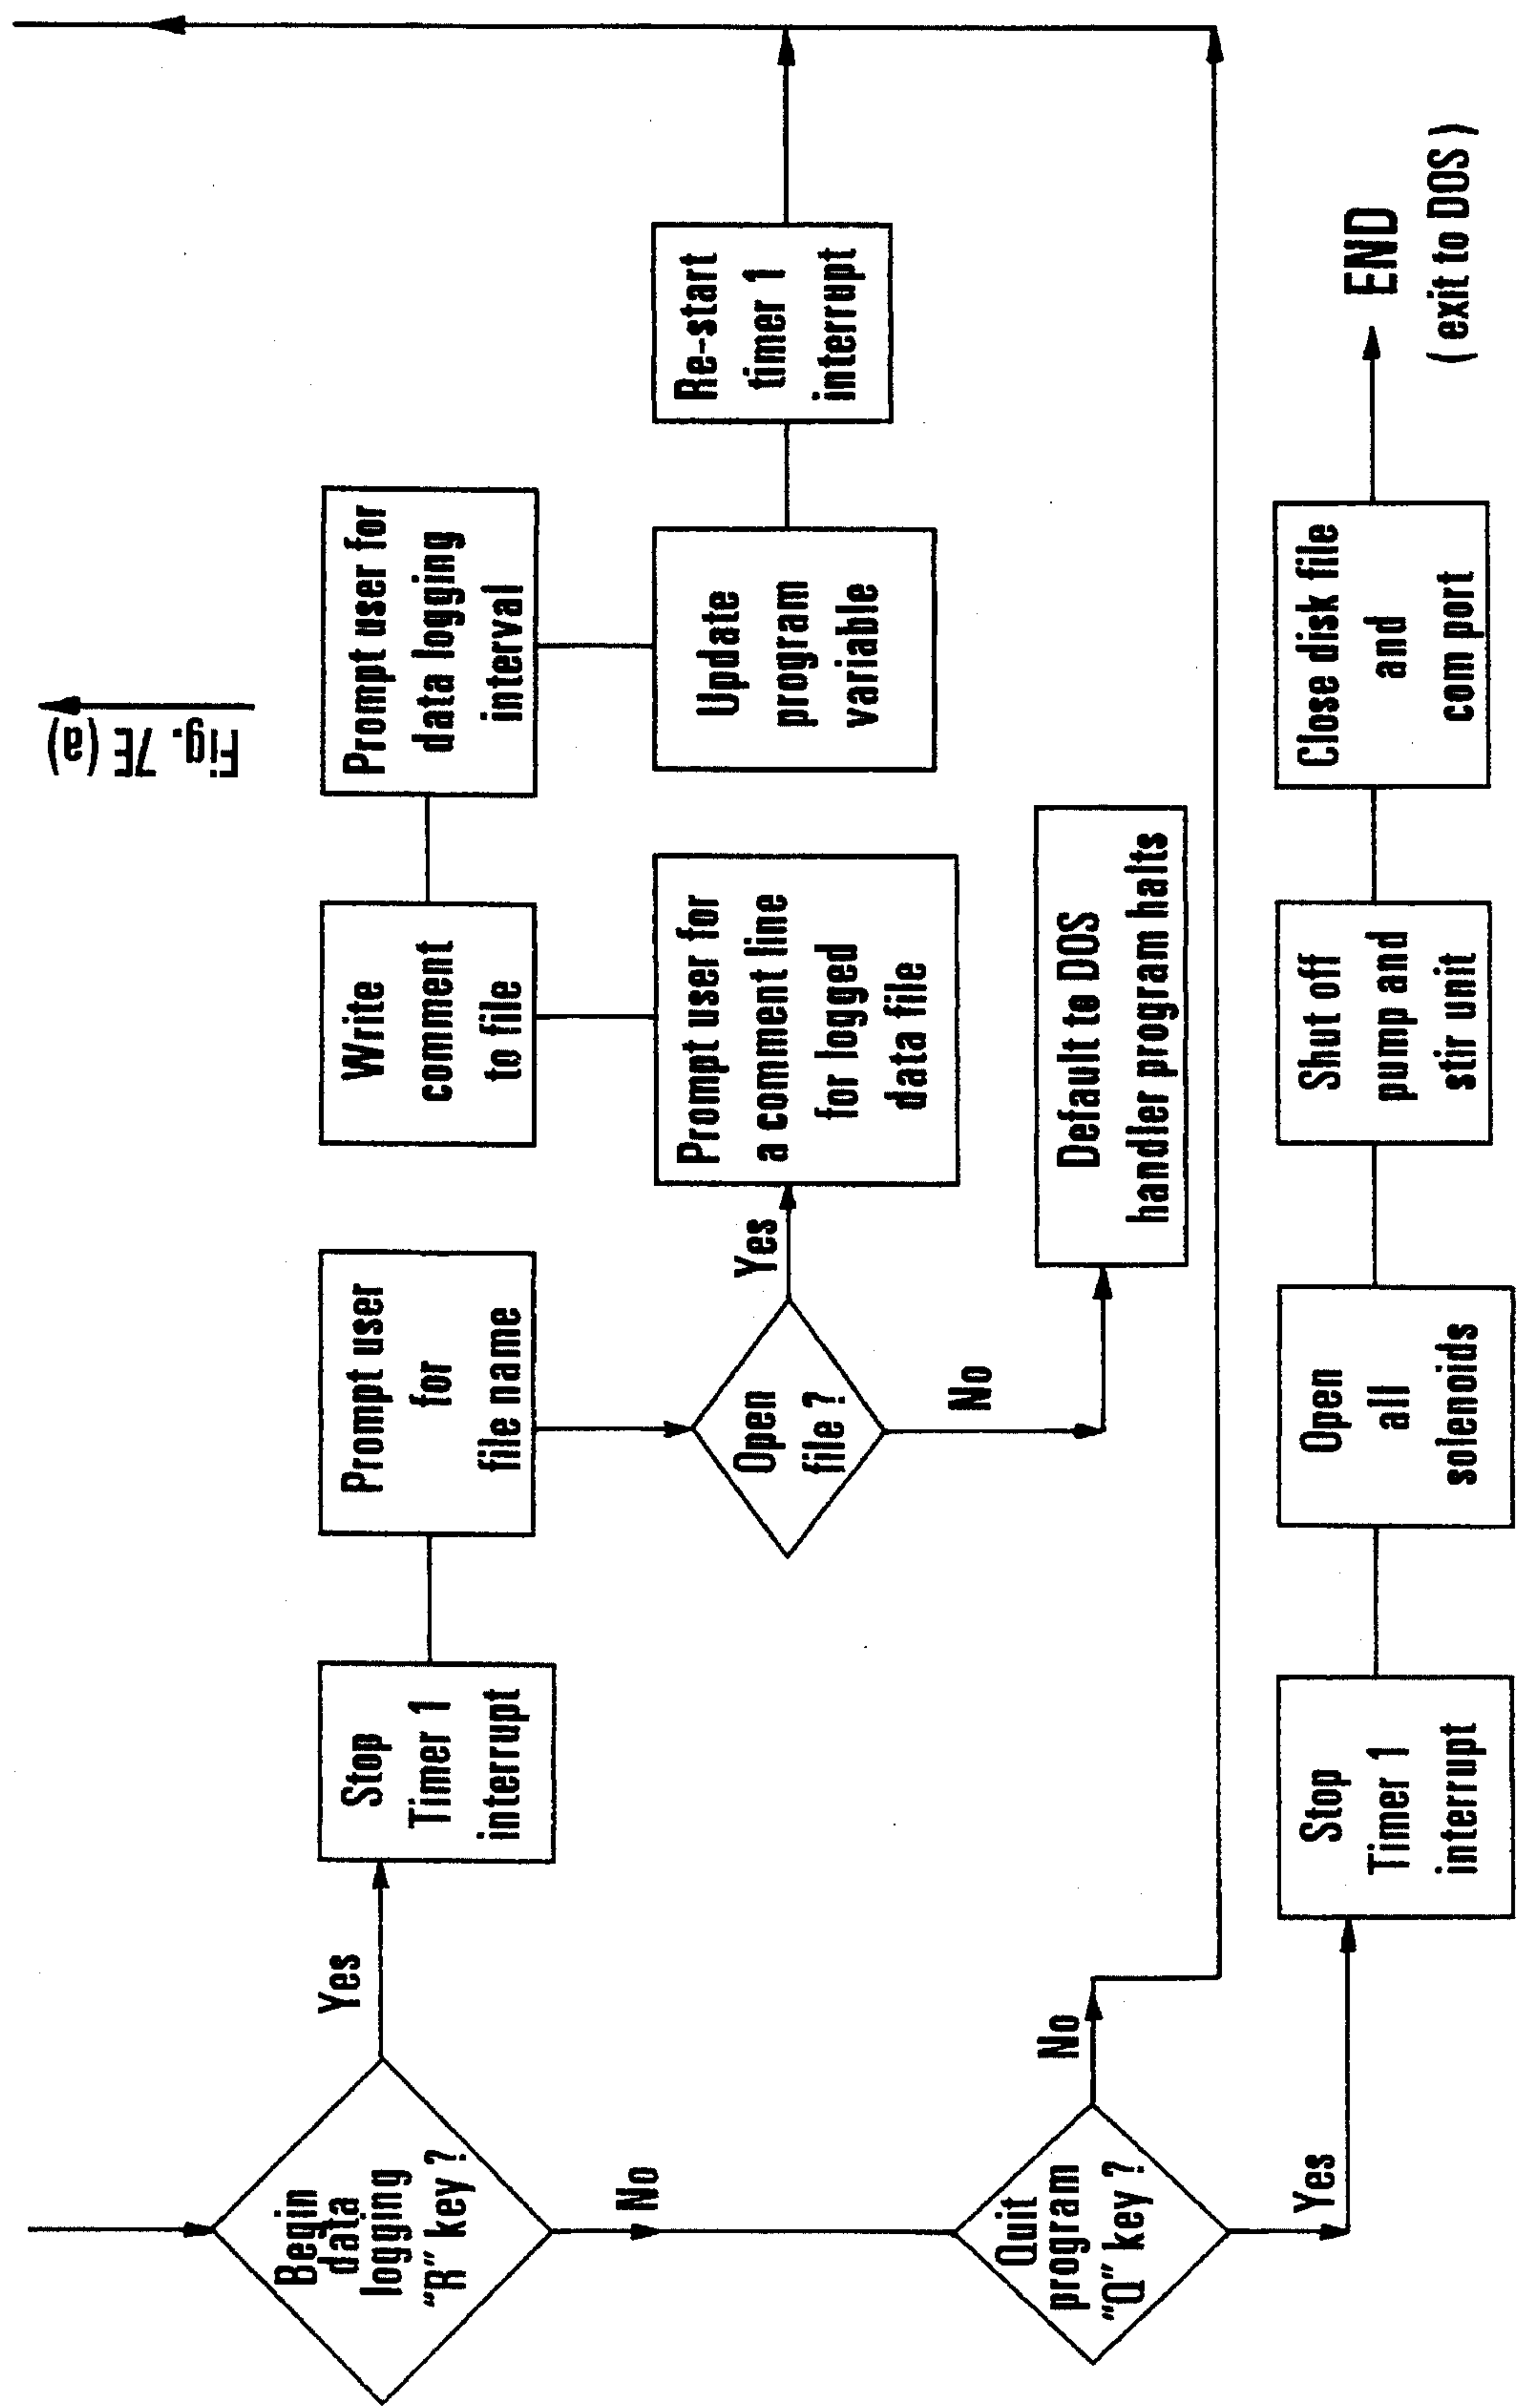 Fig. 7E (a)
Begin
data
logging
"R" key ?
Yes
Stop
Timer 1
interrupt
Prompt user
for
file name
Write
comment
to file
Prompt user for
data logging
interval
Open
file ?
Yes
Prompt user for
a comment line
for logged
data file
Update
program
variable
Re-start
timer 1
interrupt
No
Default to DOS
handler program halts
No
Quit
program
"Q" key ?
No
Yes
Stop
Timer 1
interrupt
Open
all
solenoids
Shut off
pump and
stir unit
Close disk file
and
com port
END
(exit to DOS)